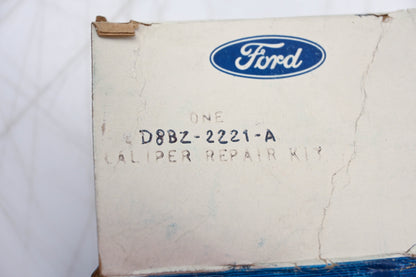 Ford
ONE
D8BZ-2221-A
CALIPER REPAIR KIT